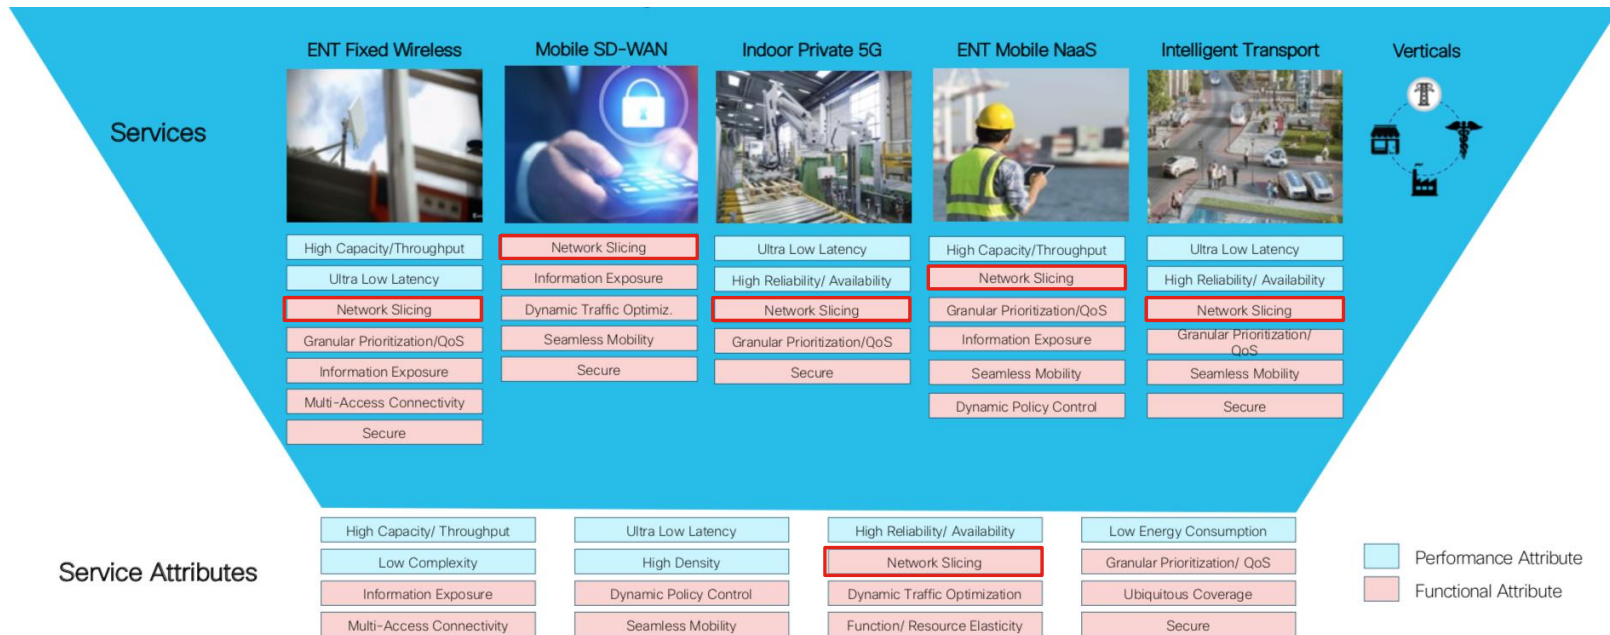 ENT Fixed Wireless
Mobile SD-WAN
Indoor Private 5G
ENT Mobile NaaS
Intelligent Transport
Verticals
Services
High Capacity/Throughput
Ultra Low Latency
Network Slicing
Granular Prioritization/QoS
Information Exposure
Multi-Access Connectivity
Secure
Network Slicing
Information Exposure
Dynamic Traffic Optimiz.
Seamless Mobility
Secure
Ultra Low Latency
High Reliability/ Availability
Network Slicing
Granular Prioritization/QoS
Secure
High Capacity/Throughput
Network Slicing
Granular Prioritization/QoS
Information Exposure
Seamless Mobility
Dynamic Policy Control
Ultra Low Latency
High Reliability/ Availability
Network Slicing
Granular Prioritization/
QoS
Seamless Mobility
Secure
Service Attributes
High Capacity/ Throughput
Low Complexity
Information Exposure
Multi-Access Connectivity
Ultra Low Latency
High Density
Dynamic Policy Control
Seamless Mobility
High Reliability/ Availability
Network Slicing
Dynamic Traffic Optimization
Function/ Resource Elasticity
Low Energy Consumption
Granular Prioritization/ QoS
Ubiquitous Coverage
Secure
Performance Attribute
Functional Attribute